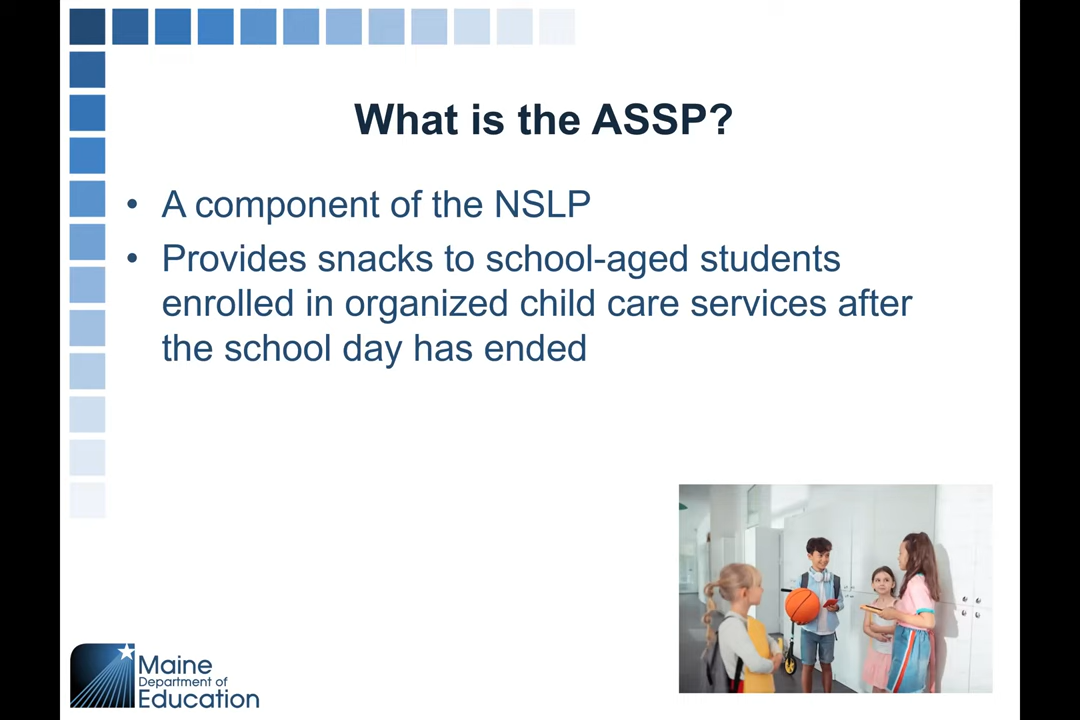 What is the ASSP?
• A component of the NSLP
• Provides snacks to school-aged students
enrolled in organized child care services after
the school day has ended
Maine
Department of
Education